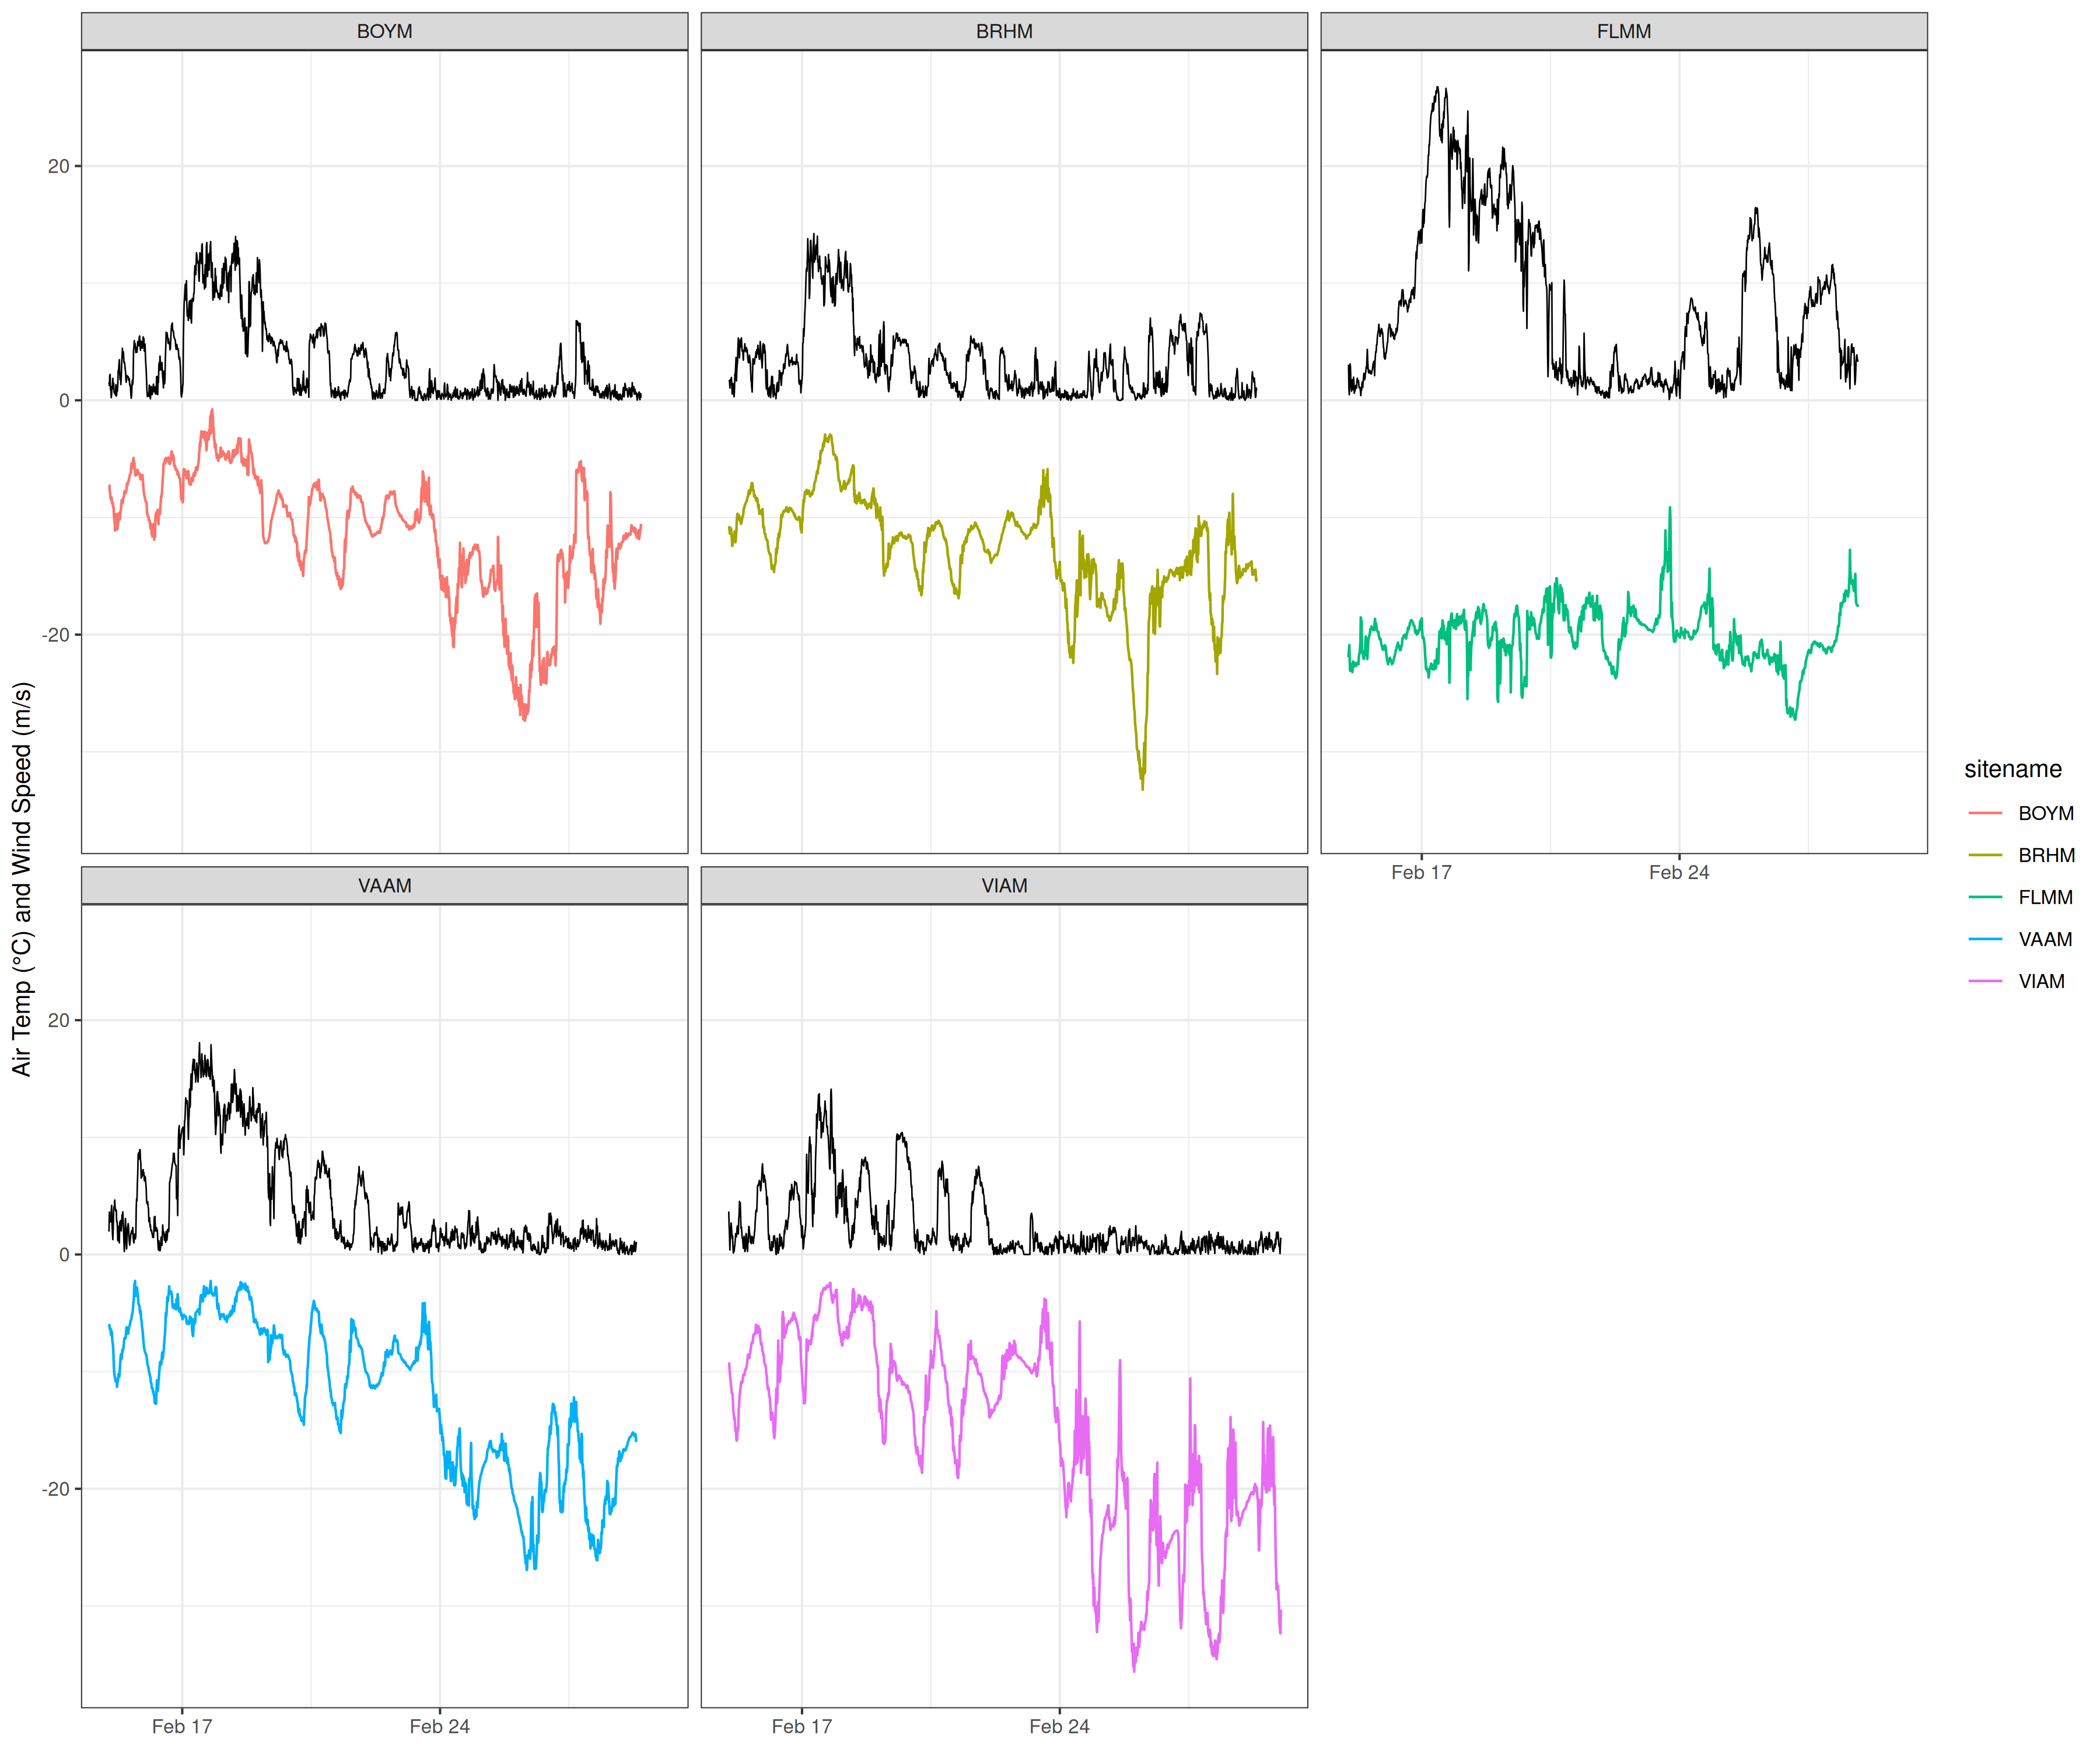 BOYM
BRHM
FLMM
20
0
-20
Feb 17
Feb 24
VAAM
VIAM
20
0
-20
Feb 17
Feb 24
Feb 17
Feb 24
Air Temp (°C) and Wind Speed (m/s)
sitename
BOYM
BRHM
FLMM
VAAM
VIAM